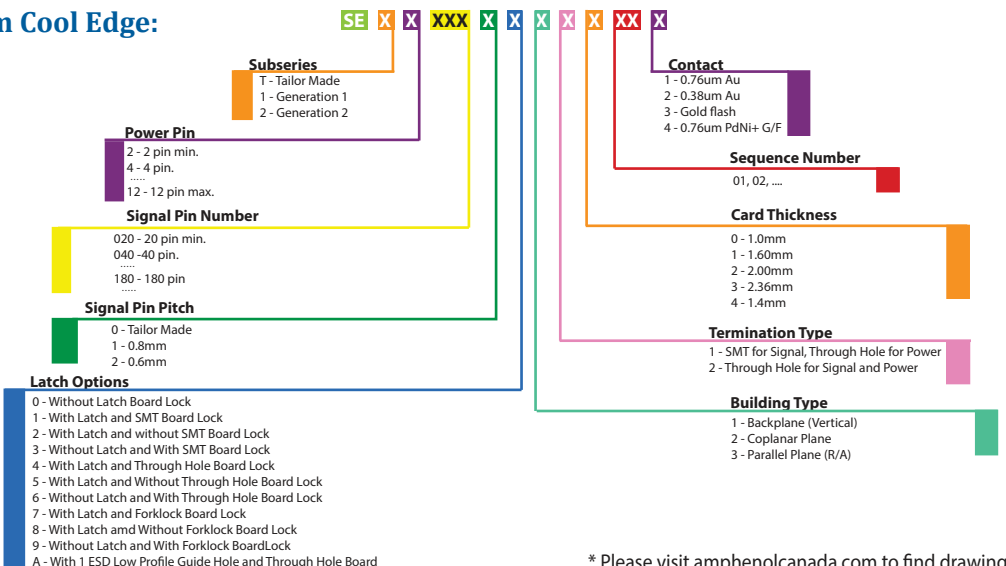 m Cool Edge:
SE X X XXX X X X X X XX X
Subseries
T - Tailor Made
1 - Generation 1
2 - Generation 2
Power Pin
2 - 2 pin min.
4 - 4 pin.
.....
12 - 12 pin max.
Signal Pin Number
020 - 20 pin min.
040 -40 pin.
.....
180 - 180 pin
.....
Signal Pin Pitch
0 - Tailor Made
1 - 0.8mm
2 - 0.6mm
Latch Options
0 - Without Latch Board Lock
1 - With Latch and SMT Board Lock
2 - With Latch and without SMT Board Lock
3 - Without Latch and With SMT Board Lock
4 - With Latch and Through Hole Board Lock
5 - With Latch and Without Through Hole Board Lock
6 - Without Latch and With Through Hole Board Lock
7 - With Latch and Forklock Board Lock
8 - With Latch amd Without Forklock Board Lock
9 - Without Latch and With Forklock BoardLock
A - With 1 ESD Low Profile Guide Hole and Through Hole Board
Contact
1 - 0.76um Au
2 - 0.38um Au
3 - Gold flash
4 - 0.76um PdNi+ G/F
Sequence Number
01, 02, ....
Card Thickness
0 - 1.0mm
1 - 1.60mm
2 - 2.00mm
3 - 2.36mm
4 - 1.4mm
Termination Type
1 - SMT for Signal, Through Hole for Power
2 - Through Hole for Signal and Power
Building Type
1 - Backplane (Vertical)
2 - Coplanar Plane
3 - Parallel Plane (R/A)
* Please visit amphenolcanada.com to find drawing